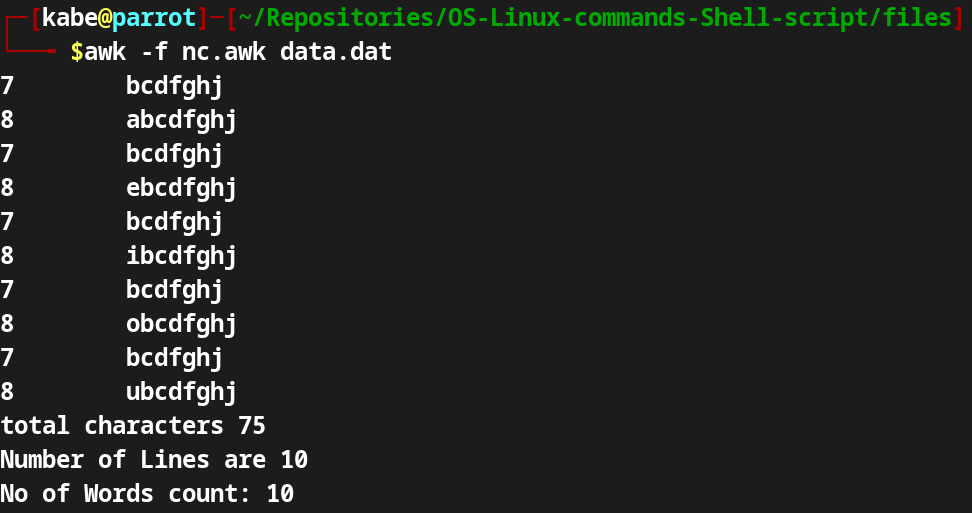 ┌─[kabe@parrot]─[~/Repositories/OS-Linux-commands-Shell-script/files]
└──╼ $awk -f nc.awk data.dat
7        bcdfghj
8        abcdfghj
7        bcdfghj
8        ebcdfghj
7        bcdfghj
8        ibcdfghj
7        bcdfghj
8        obcdfghj
7        bcdfghj
8        ubcdfghj
total characters 75
Number of Lines are 10
No of Words count: 10